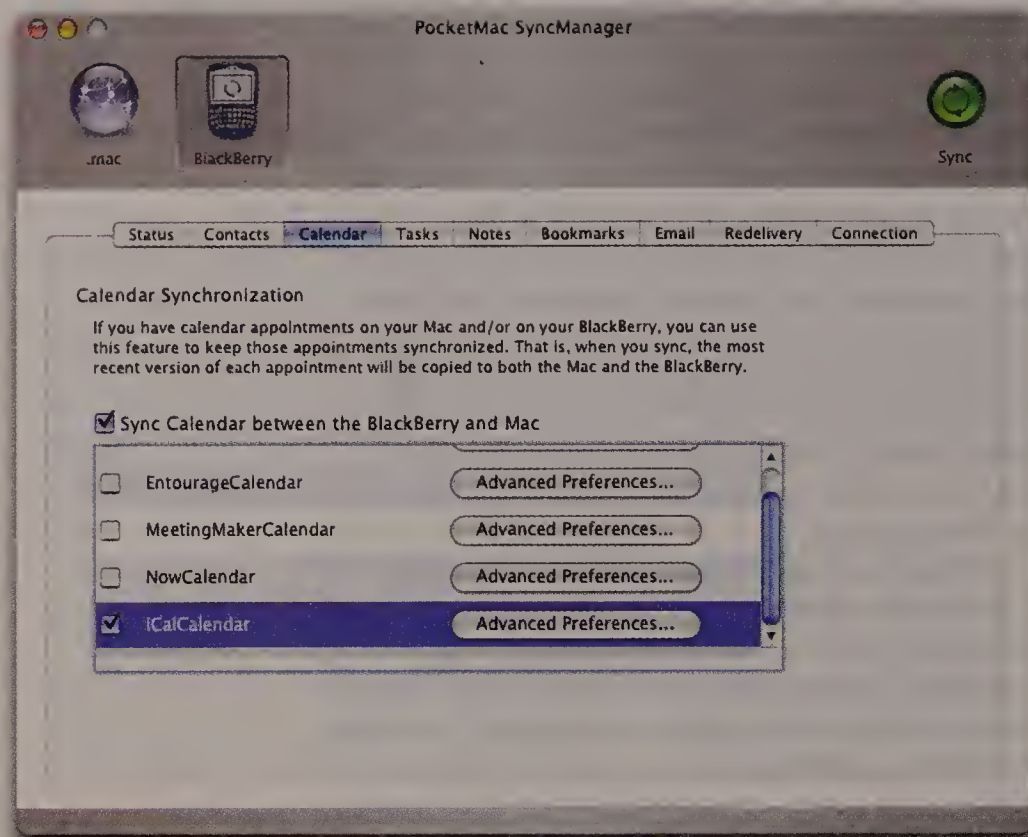 PocketMac SyncManager
.mac
BlackBerry
Sync
Status Contacts Calendar Tasks Notes Bookmarks Email Redelivery Connection
Calendar Synchronization
If you have calendar appointments on your Mac and/or on your BlackBerry, you can use
this feature to keep those appointments synchronized. That is, when you sync, the most
recent version of each appointment will be copied to both the Mac and the BlackBerry.
Sync Calendar between the BlackBerry and Mac
EntourageCalendar Advanced Preferences...
MeetingMakerCalendar Advanced Preferences...
NowCalendar Advanced Preferences...
iCalCalendar Advanced Preferences...